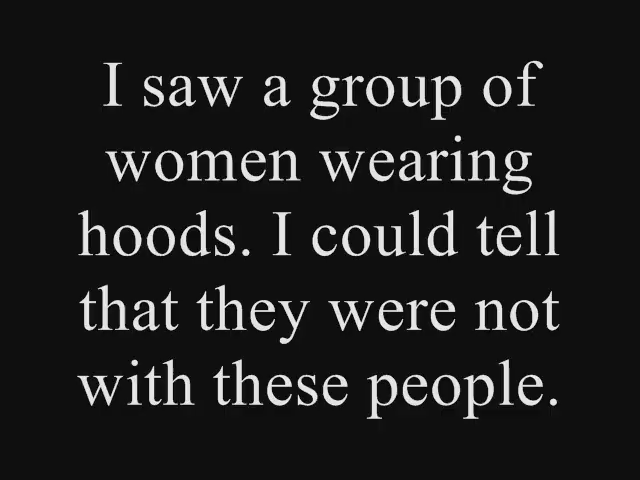 I saw a group of
women wearing
hoods. I could tell
that they were not
with these people.